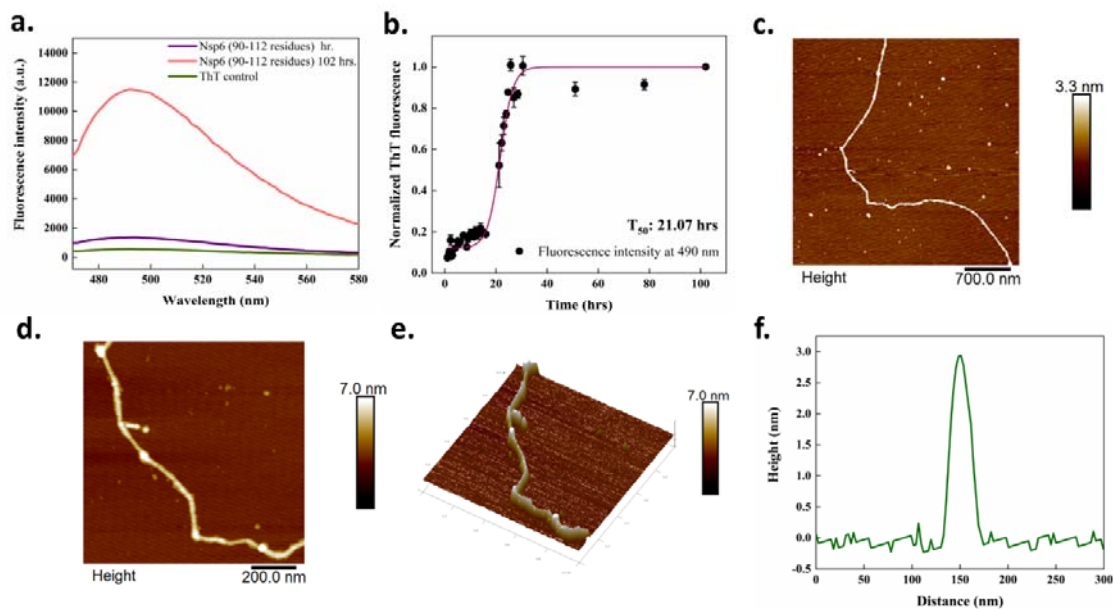 a.
Nsp6 (90-112 residues) hr.
Nsp6 (90-112 residues) 102 hrs.
ThT control
14000
12000
10000
8000
6000
4000
2000
0
Fluorescence intensity (a.u.)
480 500 520 540 560 580
Wavelength (nm)
b.
1.0
0.8
0.6
0.4
0.2
0.0
Normalized ThT fluorescence
T50: 21.07 hrs
Fluorescence intensity at 490 nm
0 20 40 60 80 100
Time (hrs)
c.
3.3 nm
Height
700.0 nm
d.
7.0 nm
Height
200.0 nm
e.
7.0 nm
f.
3.0
2.5
2.0
1.5
1.0
0.5
0.0
-0.5
Height (nm)
0 50 100 150 200 250 300
Distance (nm)